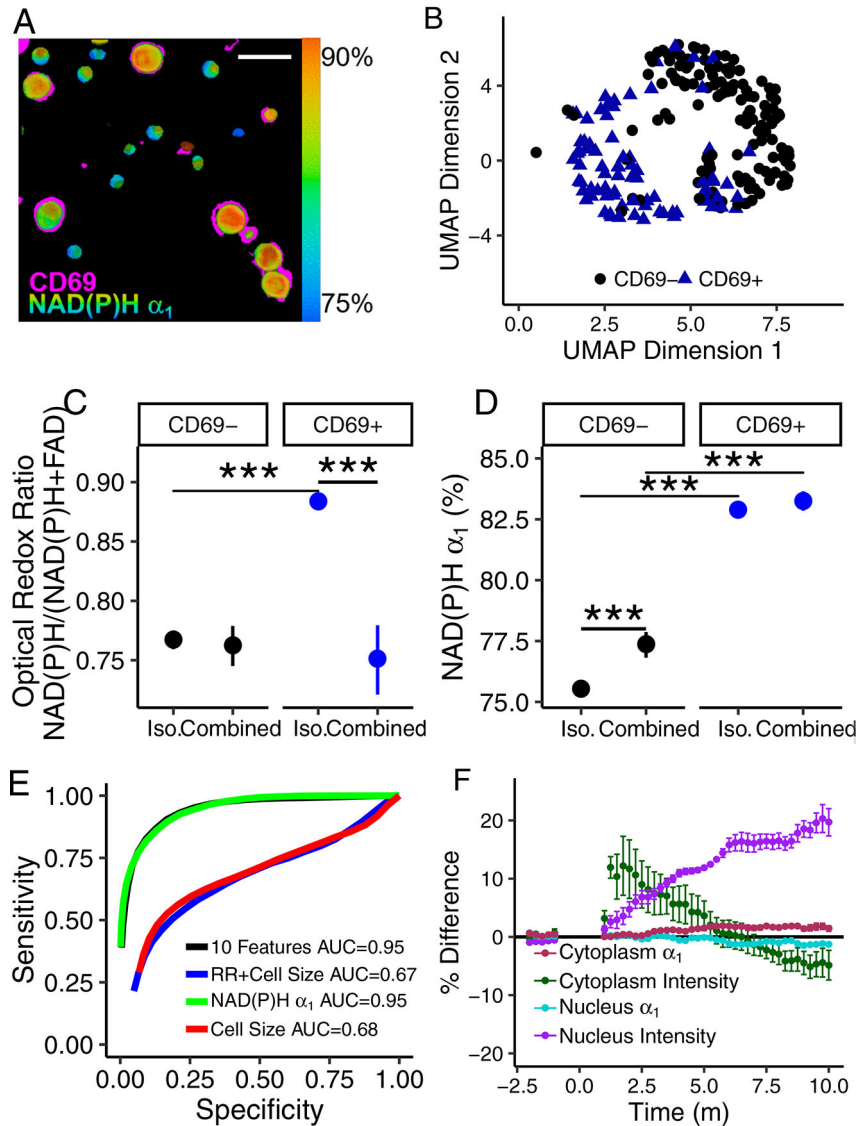 A
90%
75%
CD69
NAD(P)H α1
B
UMAP Dimension 2
4
0
−4
CD69− CD69+
0.0 2.5 5.0 7.5
UMAP Dimension 1
C
CD69− CD69+
Optical Redox Ratio
NAD(P)H/(NAD(P)H+FAD)
0.90
0.85
0.80
0.75
*** ***
Iso. Combined Iso. Combined
D
CD69− CD69+
NAD(P)H α1 (%)
85.0
82.5
80.0
77.5
75.0
***
***
***
Iso. Combined Iso. Combined
E
Sensitivity
1.00
0.75
0.50
0.25
0.00
10 Features AUC=0.95
RR+Cell Size AUC=0.67
NAD(P)H α1 AUC=0.95
Cell Size AUC=0.68
0.00 0.25 0.50 0.75 1.00
Specificity
F
% Difference
20
10
0
−10
−20
Cytoplasm α1
Cytoplasm Intensity
Nucleus α1
Nucleus Intensity
−2.5 0.0 2.5 5.0 7.5 10.0
Time (m)